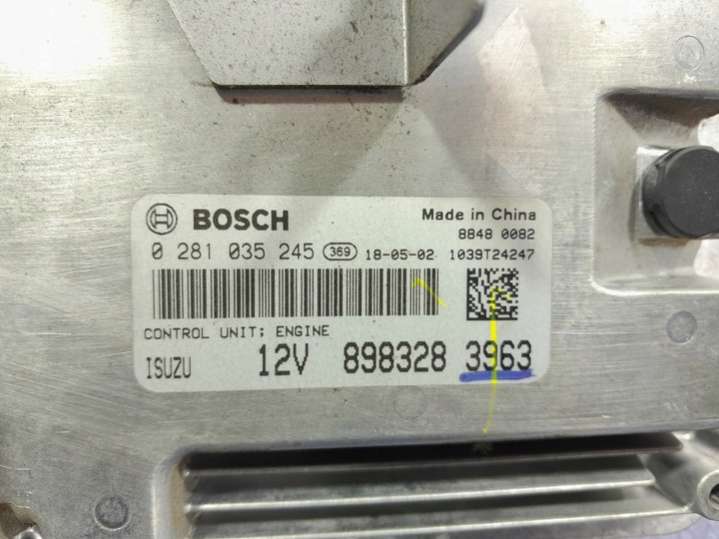 BOSCH
Made in China
8848 0082
0 281 035 245 369 18-05-02 1039T24247
CONTROL UNIT; ENGINE
ISUZU 12V 898328 3963